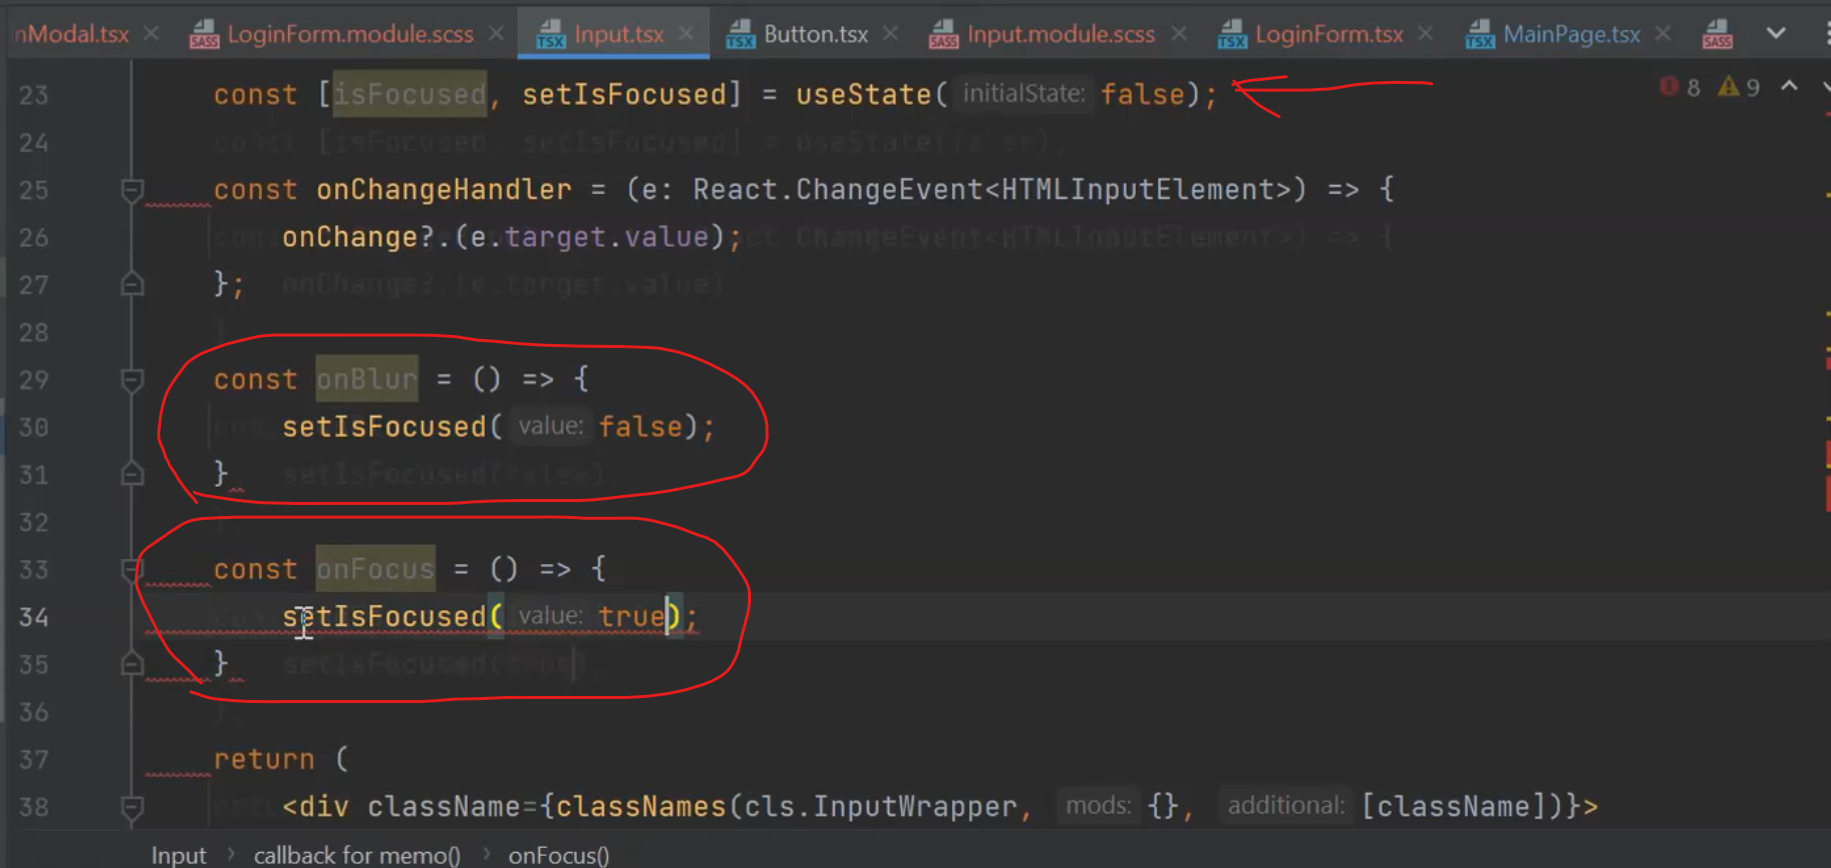 nModal.tsx LoginForm.module.scss Input.tsx Button.tsx Input.module.scss LoginForm.tsx MainPage.tsx
23 const [isFocused, setIsFocused] = useState( initialState: false); 8 9
24
25 const onChangeHandler = (e: React.ChangeEvent<HTMLInputElement>) => {
26 onChange?.(e.target.value);
27 };
28
29 const onBlur = () => {
30 setIsFocused( value: false);
31 }
32
33 const onFocus = () => {
34 setIsFocused( value: true);
35 }
36
37 return (
38 <div className={classNames(cls.InputWrapper, mods: {}, additional: [className])}>
Input > callback for memo() > onFocus()